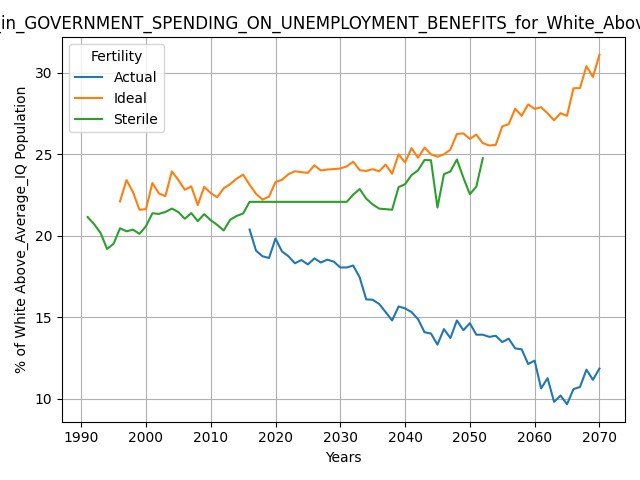 _in_GOVERNMENT_SPENDING_ON_UNEMPLOYMENT_BENEFITS_for_White_Abov
Fertility
Actual
Ideal
Sterile
% of White Above_Average_IQ Population
30
25
20
15
10
1990 2000 2010 2020 2030 2040 2050 2060 2070
Years